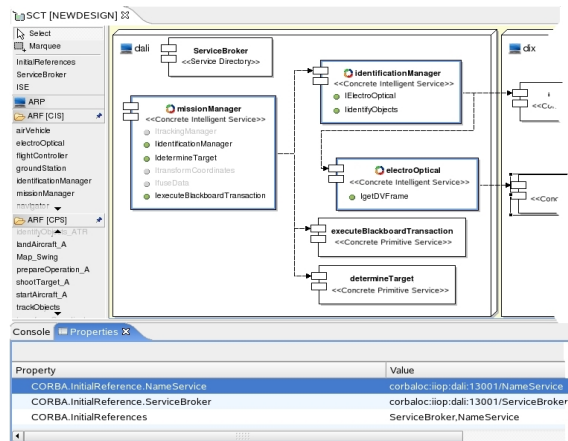 SCT [NEWDESIGN]
Select
Marquee
InitialReferences
ServiceBroker
ISE
ARP
ARF [CIS]
airVehicle
electroOptical
flightController
groundStation
identificationManager
missionManager
navigator
ARF [CPS]
identifyObjects_ATR
landAircraft_A
Map_Swing
prepareOperation_A
shootTarget_A
startAircraft_A
trackObjects
dali
ServiceBroker
<<Service Directory>>
missionManager
<<Concrete Intelligent Service>>
ItrackingManager
IidentificationManager
IdetermineTarget
ItransformCoordinates
IfuseData
IexecuteBlackboardTransaction
identificationManager
<<Concrete Intelligent Service>>
IElectroOptical
IidentifyObjects
electroOptical
<<Concrete Intelligent Service>>
IgetDVFrame
executeBlackboardTransaction
<<Concrete Primitive Service>>
determineTarget
<<Concrete Primitive Service>>
dix
<<Conc
Console
Properties
Property Value
CORBA.InitialReference.NameService corbaloc:iiop:dali:13001/NameService
CORBA.InitialReference.ServiceBroker corbaloc:iiop:dali:13001/ServiceBroker
CORBA.InitialReferences ServiceBroker,NameService